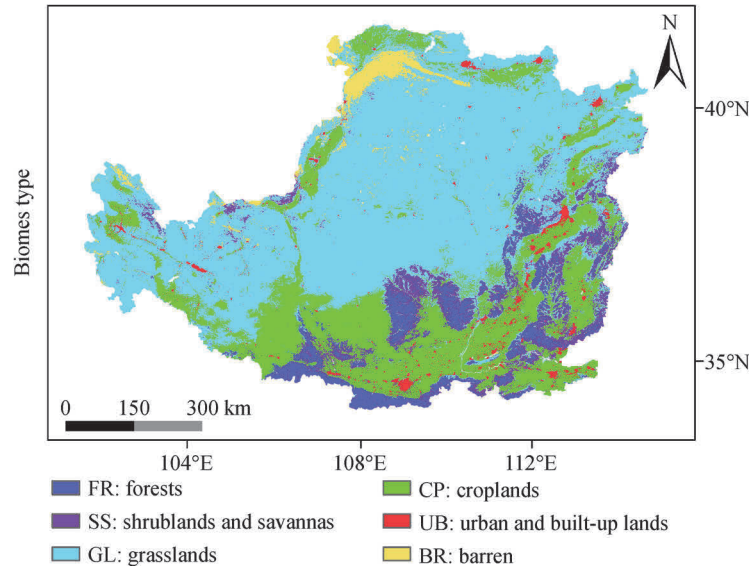 N
40°N
Biomes type
35°N
0 150 300 km
104°E 108°E 112°E
FR: forests CP: croplands
SS: shrublands and savannas UB: urban and built-up lands
GL: grasslands BR: barren